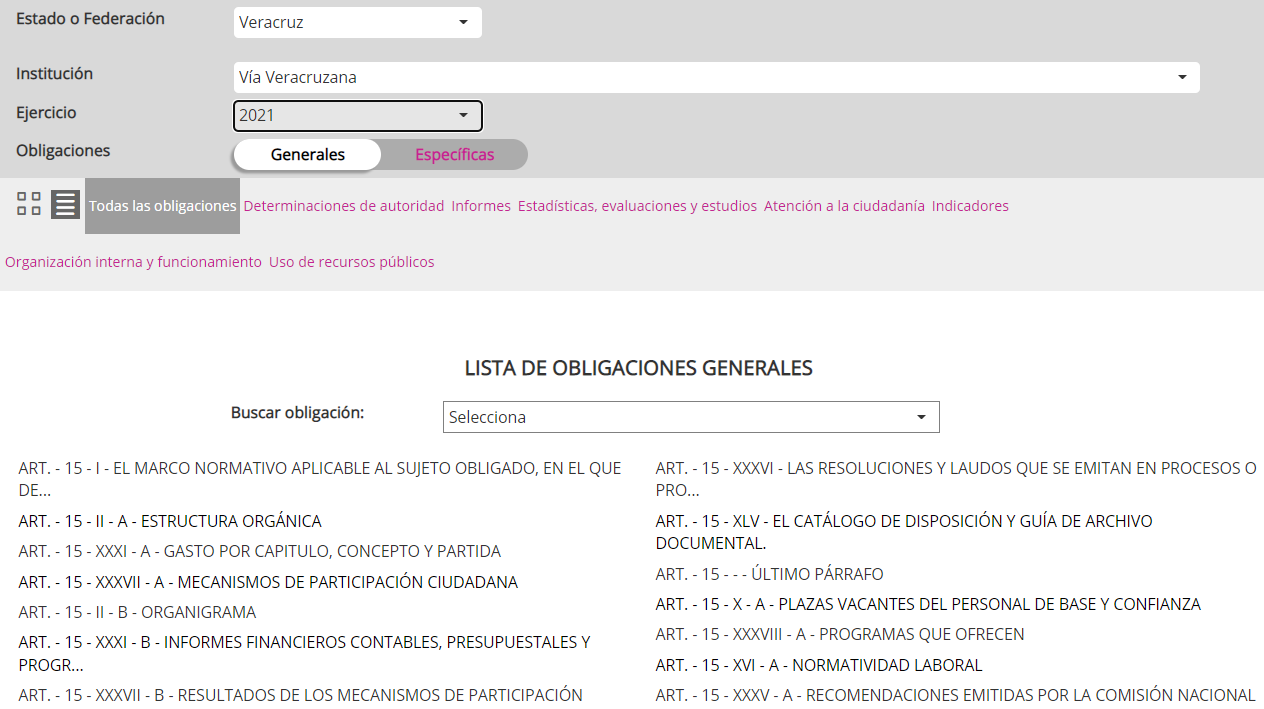 Estado o Federación
Veracruz
Institución
Vía Veracruzana
Ejercicio
2021
Obligaciones
Generales
Específicas
Todas las obligaciones Determinaciones de autoridad Informes Estadísticas, evaluaciones y estudios Atención a la ciudadanía Indicadores
Organización interna y funcionamiento Uso de recursos públicos
LISTA DE OBLIGACIONES GENERALES
Buscar obligación:
Selecciona
ART. - 15 - I - EL MARCO NORMATIVO APLICABLE AL SUJETO OBLIGADO, EN EL QUE
DE...
ART. - 15 - II - A - ESTRUCTURA ORGÁNICA
ART. - 15 - XXXI - A - GASTO POR CAPITULO, CONCEPTO Y PARTIDA
ART. - 15 - XXXVII - A - MECANISMOS DE PARTICIPACIÓN CIUDADANA
ART. - 15 - II - B - ORGANIGRAMA
ART. - 15 - XXXI - B - INFORMES FINANCIEROS CONTABLES, PRESUPUESTALES Y
PROGR...
ART. - 15 - XXXVII - B - RESULTADOS DE LOS MECANISMOS DE PARTICIPACIÓN
ART. - 15 - XXXVI - LAS RESOLUCIONES Y LAUDOS QUE SE EMITAN EN PROCESOS O
PRO...
ART. - 15 - XLV - EL CATÁLOGO DE DISPOSICIÓN Y GUÍA DE ARCHIVO
DOCUMENTAL.
ART. - 15 - - - ÚLTIMO PÁRRAFO
ART. - 15 - X - A - PLAZAS VACANTES DEL PERSONAL DE BASE Y CONFIANZA
ART. - 15 - XXXVIII - A - PROGRAMAS QUE OFRECEN
ART. - 15 - XVI - A - NORMATIVIDAD LABORAL
ART. - 15 - XXXV - A - RECOMENDACIONES EMITIDAS POR LA COMISIÓN NACIONAL